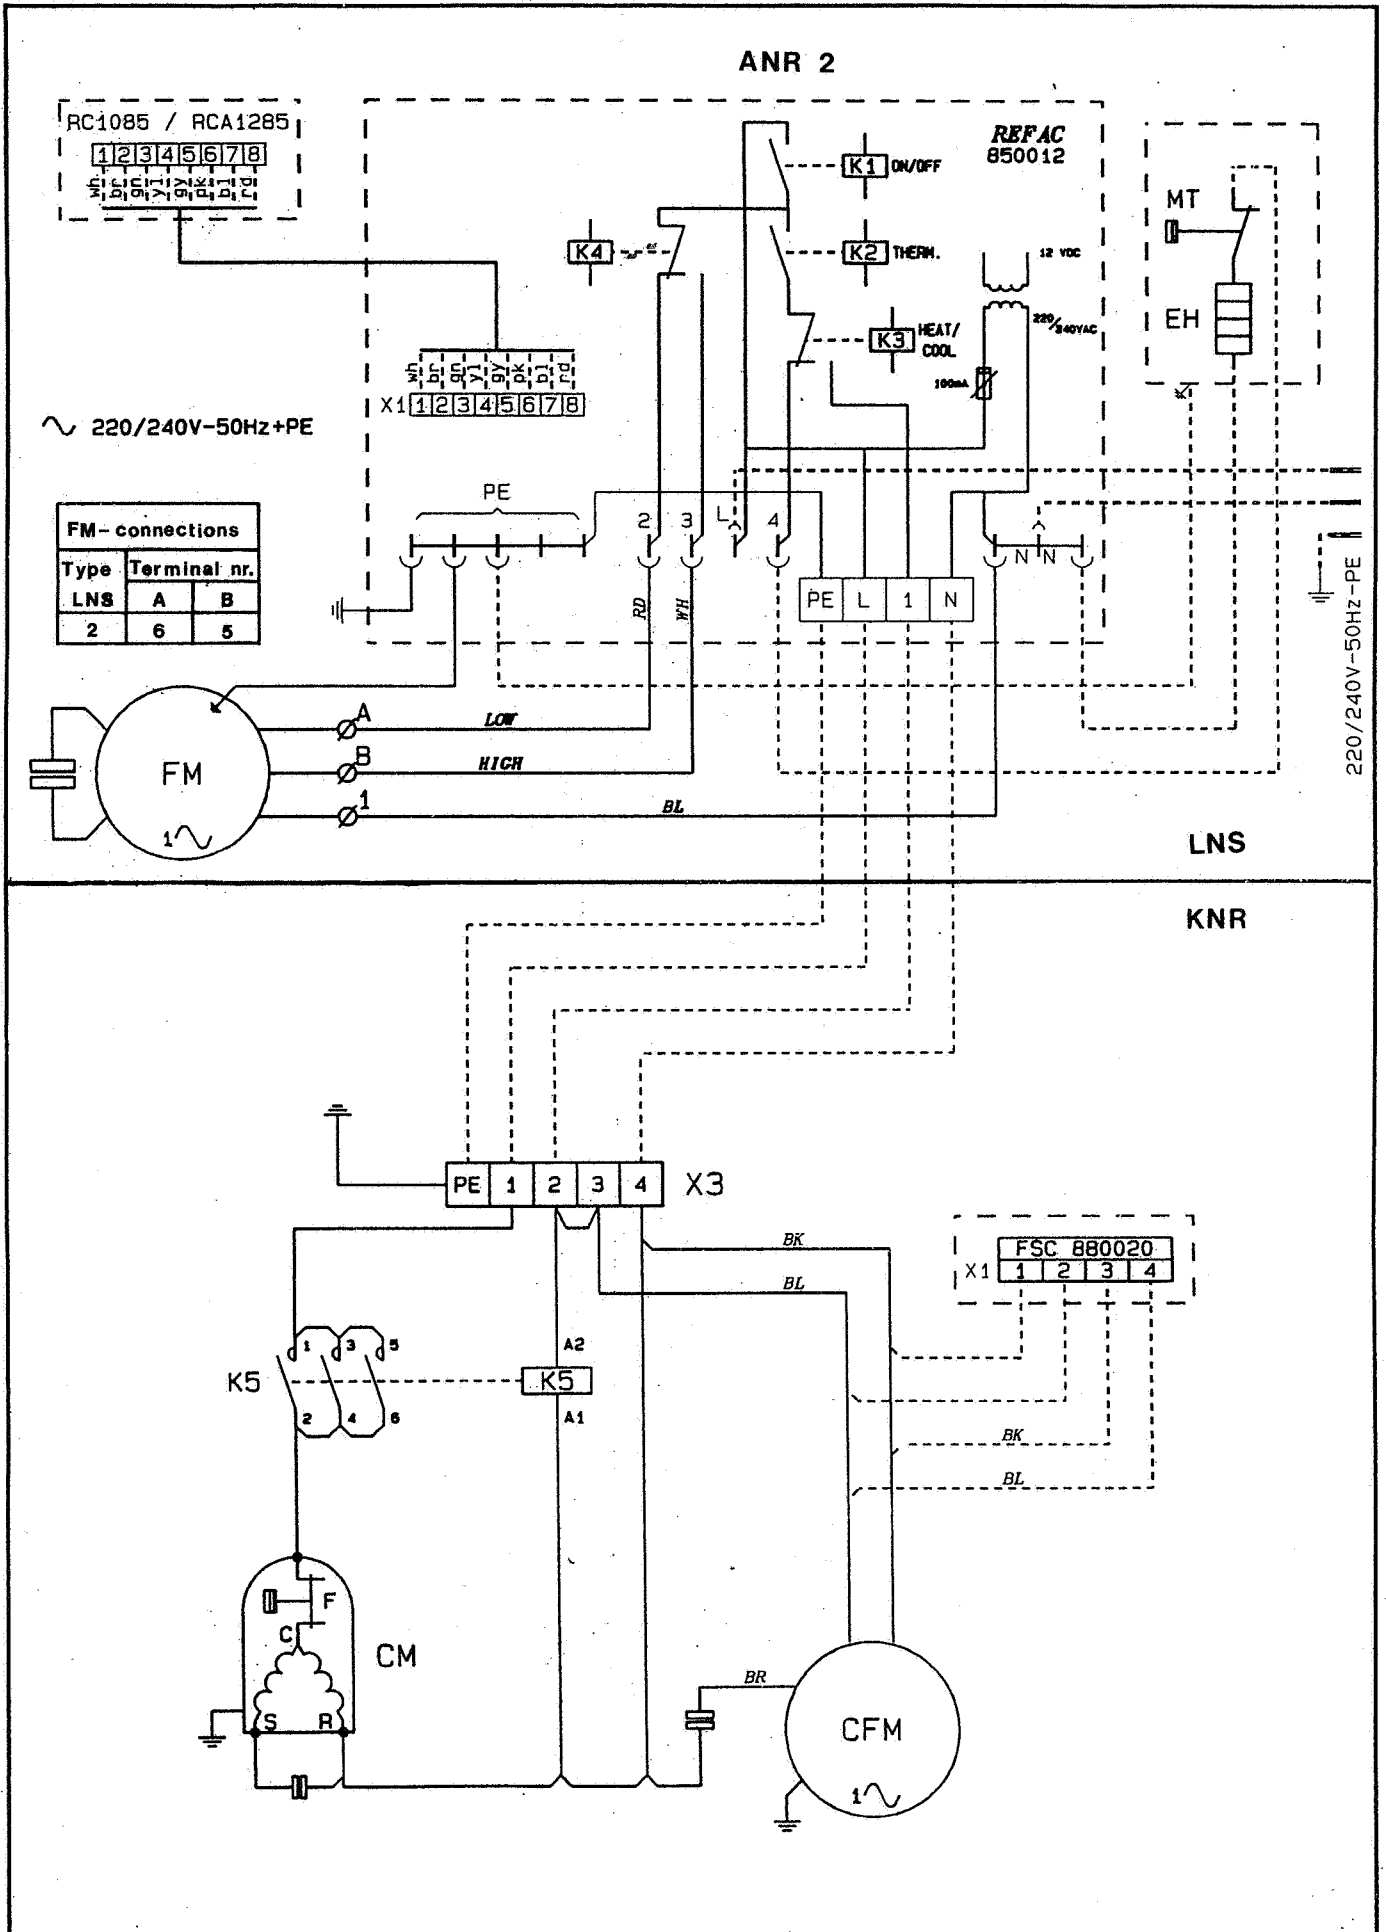 ANR 2
RC1085 / RCA1285
1 2 3 4 5 6 7 8
wh br gn yl gy pk bl rd
REFAC
850012
K1 ON/OFF
K4
K2 THERM.
12 VDC
220/240VAC
K3 HEAT/COOL
100mA
MT
EH
wh br gn yl gy pk bl rd
X1 1 2 3 4 5 6 7 8
220/240V-50Hz+PE
PE
2 3 L 4
N N
FM-connections
Type Terminal nr.
LNS A B
2 6 5
PE L 1 N
RD
WH
220/240V-50Hz-PE
A LOW
B HIGH
1 BL
FM
1
LNS
KNR
PE 1 2 3 4 X3
BK
BL
FSC 880020
X1 1 2 3 4
1 3 5
A2
K5
K5
2 4 6
A1
BK
BL
F
C
CM
S R
BR
CFM
1